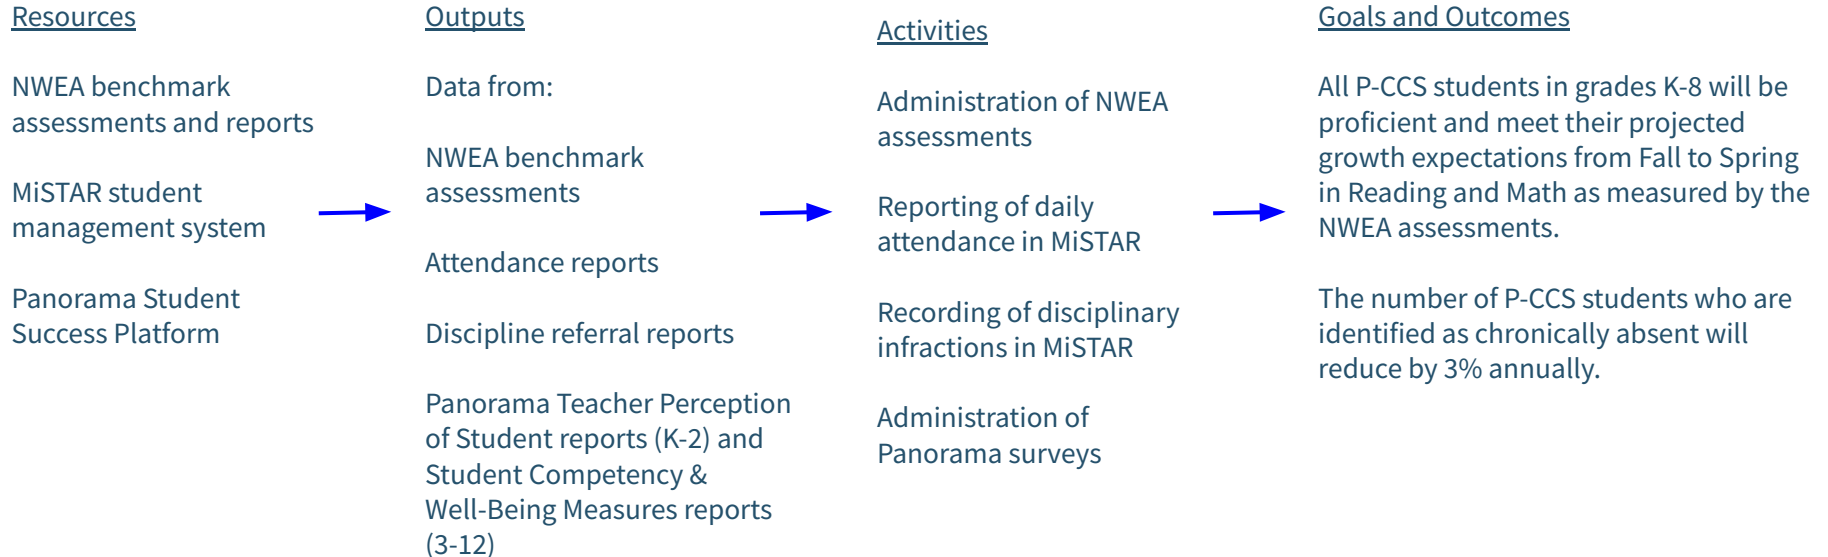 Resources
NWEA benchmark
assessments and reports
MiSTAR student
management system
Panorama Student
Success Platform
Outputs
Data from:
NWEA benchmark
assessments
Attendance reports
Discipline referral reports
Panorama Teacher Perception
of Student reports (K-2) and
Student Competency &
Well-Being Measures reports
(3-12)
Activities
Administration of NWEA
assessments
Reporting of daily
attendance in MiSTAR
Recording of disciplinary
infractions in MiSTAR
Administration of
Panorama surveys
Goals and Outcomes
All P-CCS students in grades K-8 will be
proficient and meet their projected
growth expectations from Fall to Spring
in Reading and Math as measured by the
NWEA assessments.
The number of P-CCS students who are
identified as chronically absent will
reduce by 3% annually.